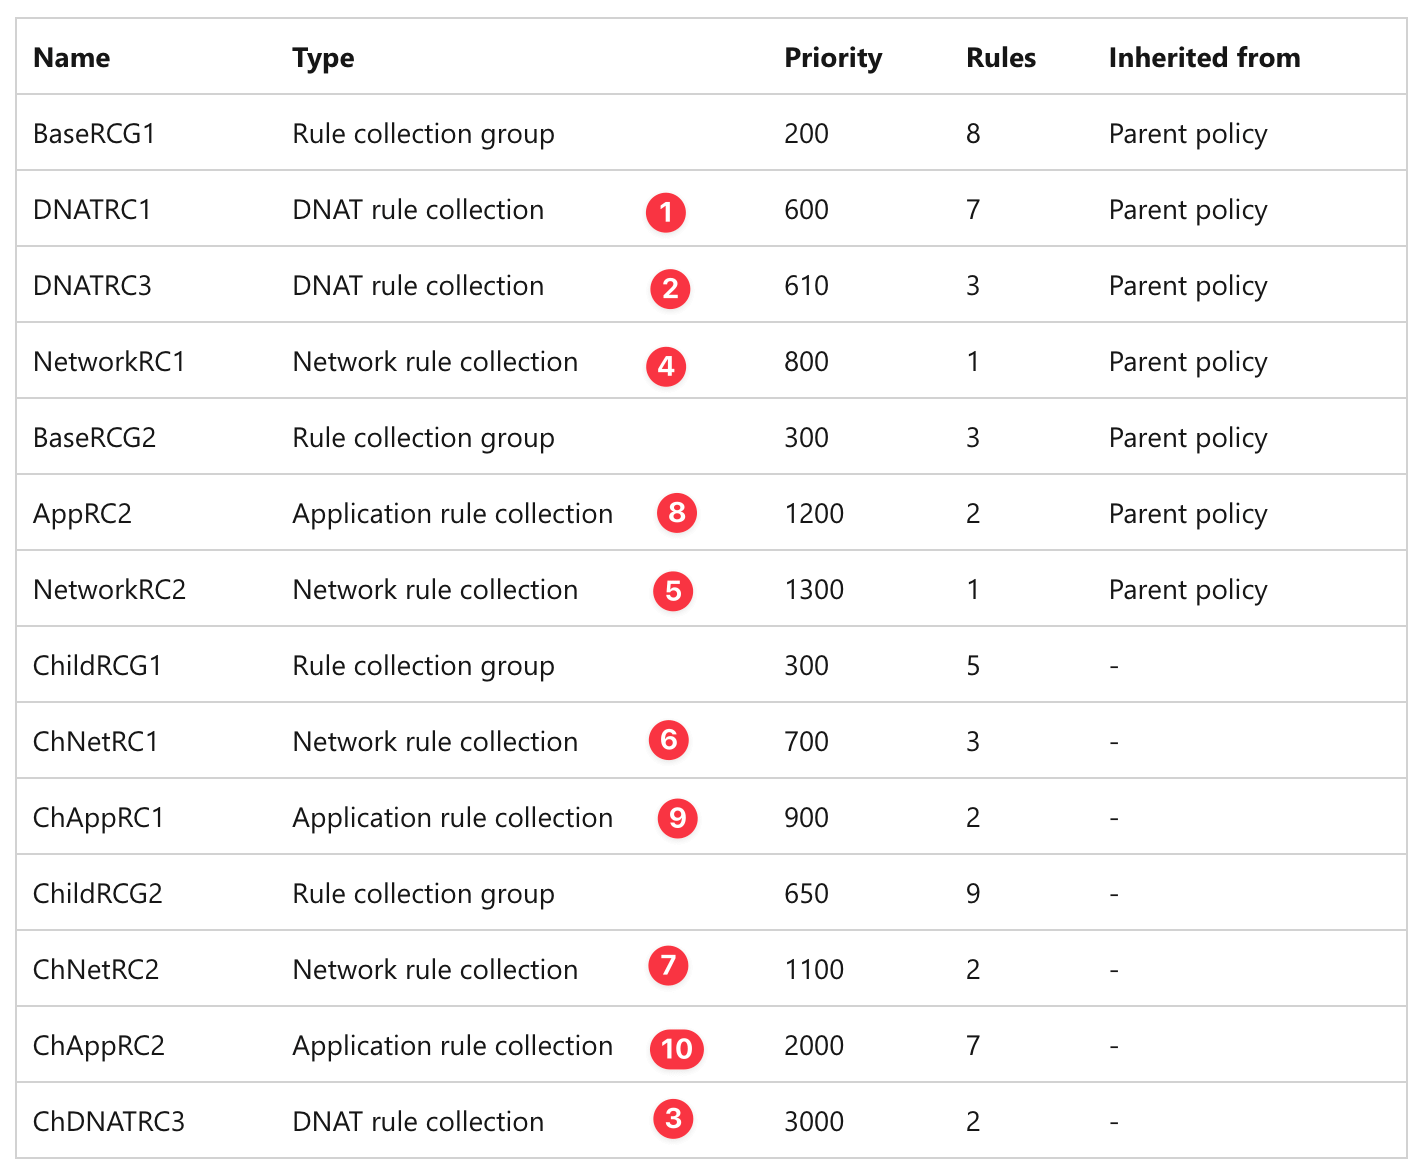 Name Type Priority Rules Inherited from
BaseRCG1 Rule collection group 200 8 Parent policy
DNATRC1 DNAT rule collection 1 600 7 Parent policy
DNATRC3 DNAT rule collection 2 610 3 Parent policy
NetworkRC1 Network rule collection 4 800 1 Parent policy
BaseRCG2 Rule collection group 300 3 Parent policy
AppRC2 Application rule collection 8 1200 2 Parent policy
NetworkRC2 Network rule collection 5 1300 1 Parent policy
ChildRCG1 Rule collection group 300 5 -
ChNetRC1 Network rule collection 6 700 3 -
ChAppRC1 Application rule collection 9 900 2 -
ChildRCG2 Rule collection group 650 9 -
ChNetRC2 Network rule collection 7 1100 2 -
ChAppRC2 Application rule collection 10 2000 7 -
ChDNATRC3 DNAT rule collection 3 3000 2 -